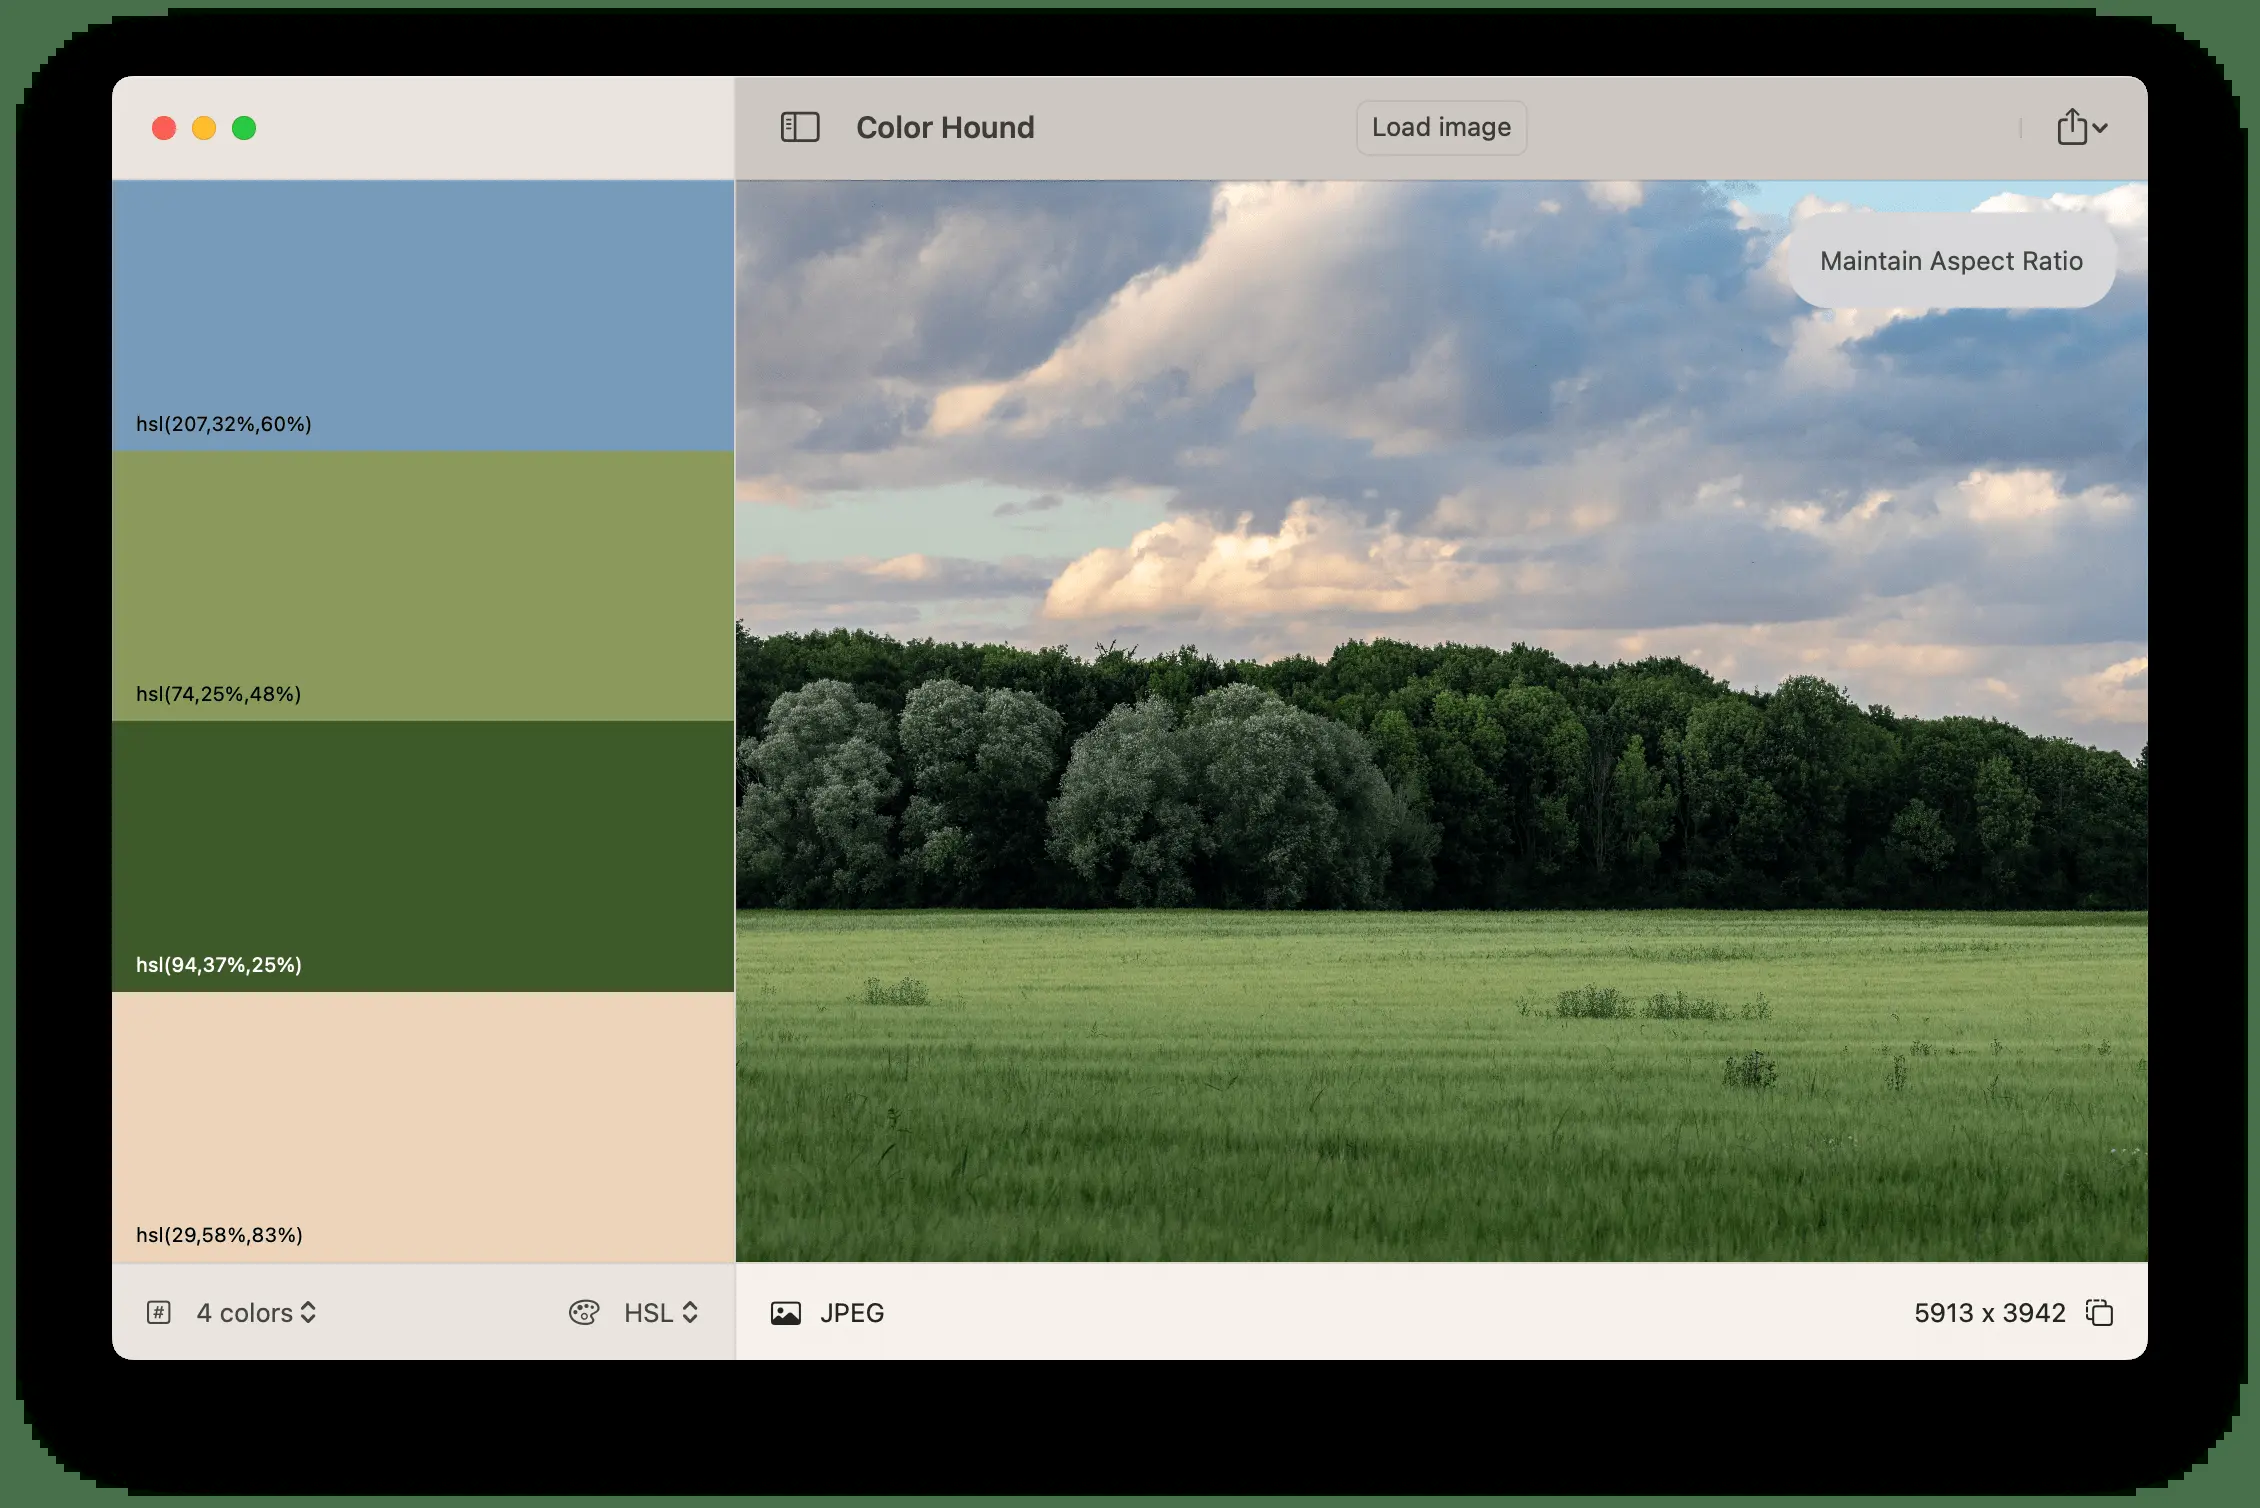 Color Hound
Load image
Maintain Aspect Ratio
hsl(207,32%,60%)
hsl(74,25%,48%)
hsl(94,37%,25%)
hsl(29,58%,83%)
# 4 colors
HSL
JPEG
5913 x 3942